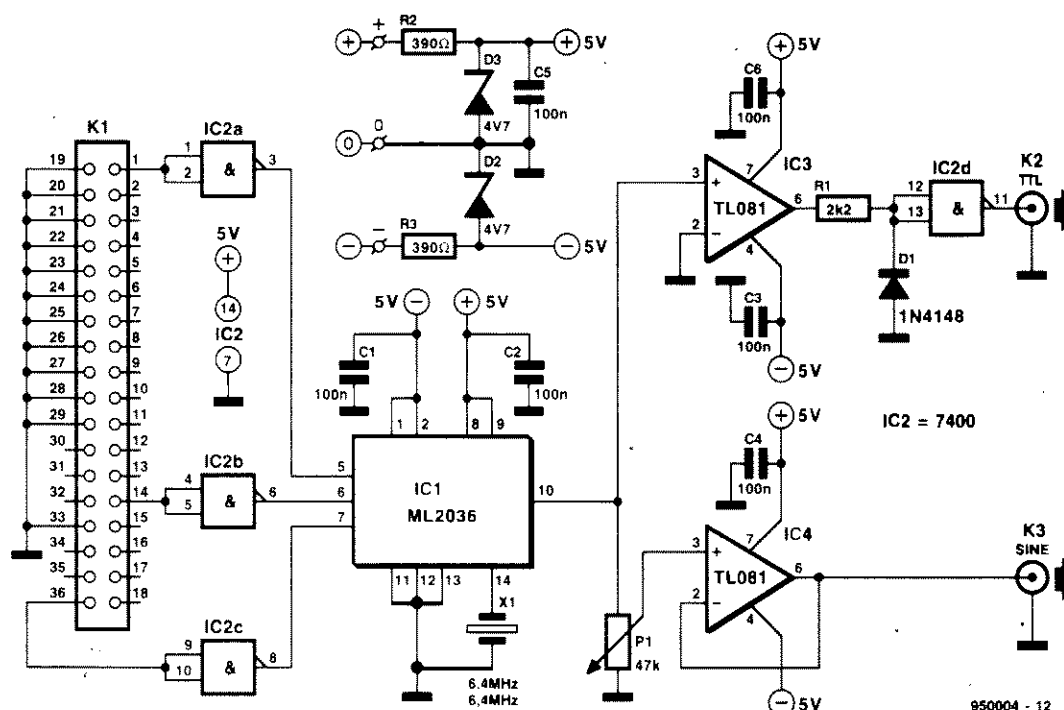 R2
390Ω
+
+
+
5V
D3
4V7
C5
100n
0
0
D2
4V7
R3
390Ω
−
−
−
5V
K1
19
20
21
22
23
24
25
26
27
28
29
30
31
32
33
34
35
36
1
2
3
4
5
6
7
8
9
10
11
12
13
14
15
16
17
18
IC2a
1
2
&
3
5V
+
14
IC2
7
IC2b
4
5
&
6
IC2c
9
10
&
8
5V
−
+
5V
C1
100n
C2
100n
1
2
8
9
5
6
7
IC1
ML2036
10
11
12
13
14
X1
6.4MHz
6,4MHz
+
5V
C6
100n
IC3
3
+
7
TL081
6
2
−
4
C3
100n
−
5V
R1
2k2
IC2d
12
13
&
11
K2
TTL
D1
1N4148
IC2 = 7400
+
5V
C4
100n
IC4
3
+
7
TL081
6
2
−
4
−
5V
P1
47k
K3
SINE
950004 - 12